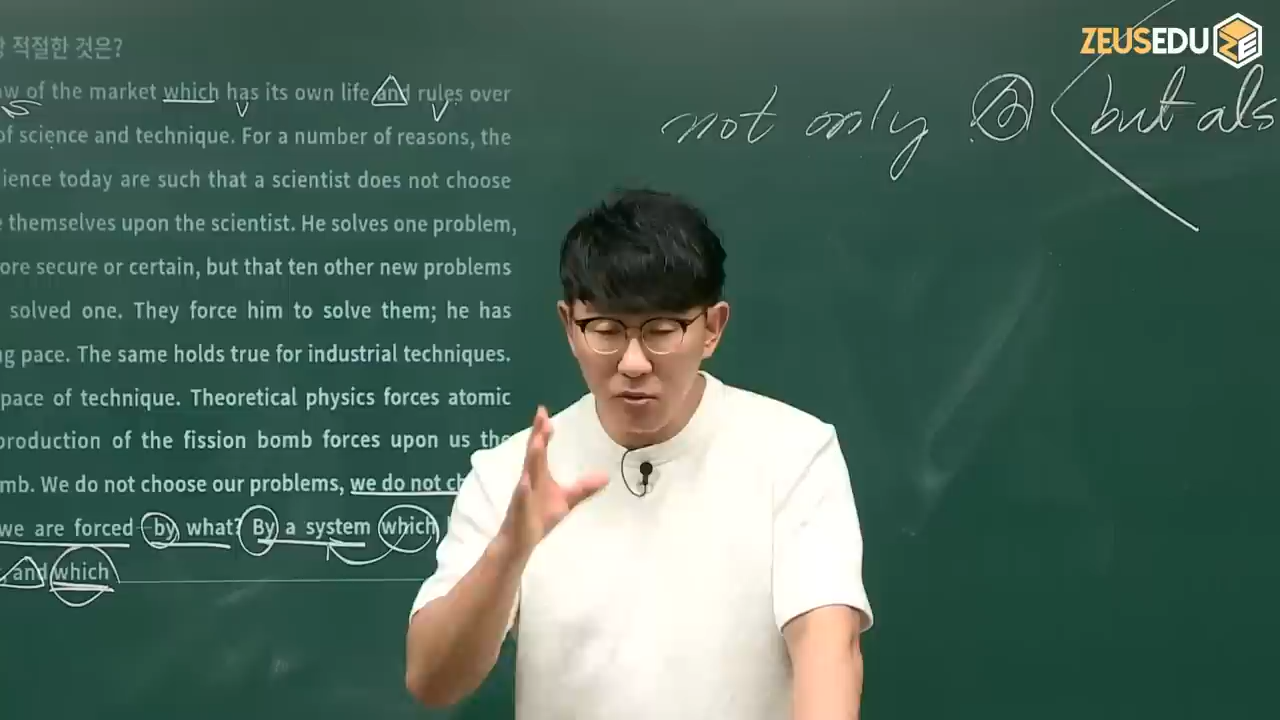 적절한 것은?
of the market which has its own life and rules over
of science and technique. For a number of reasons, the
today are such that a scientist does not choose
themselves upon the scientist. He solves one problem,
secure or certain, but that ten other new problems
solved one. They force him to solve them; he has
pace. The same holds true for industrial techniques.
pace of technique. Theoretical physics forces atomic
production of the fission bomb forces upon us the
We do not choose our problems, we do not
we are forced by what? By a system which
, and which
S
V
V
not only
but als
ZEUSEDU